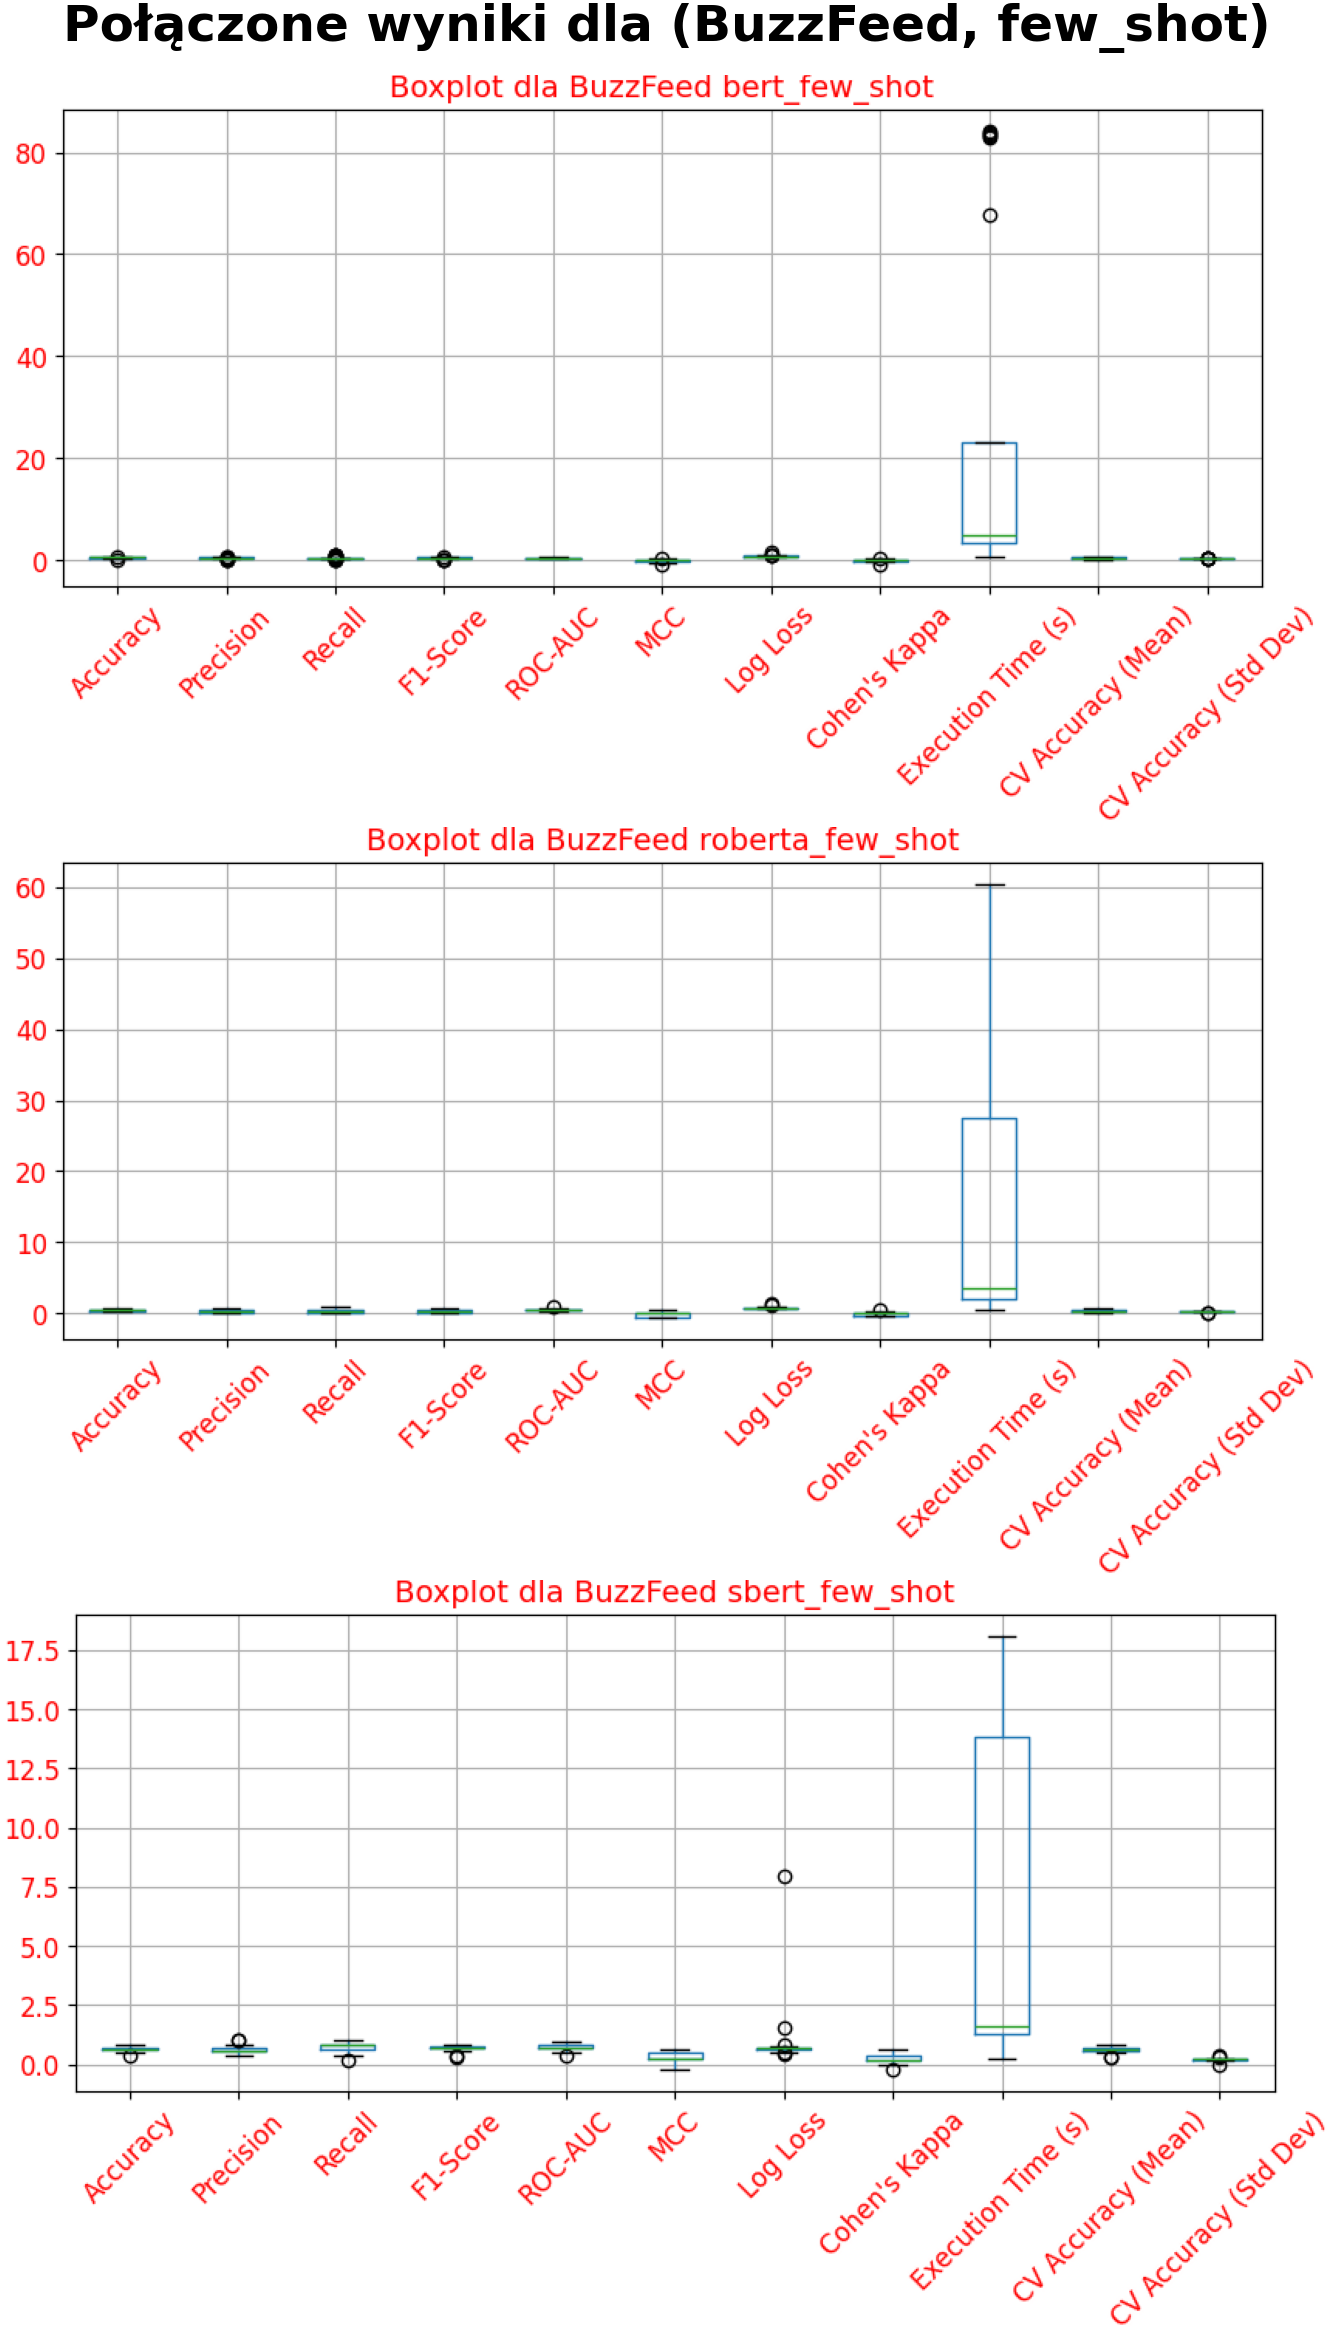 Połączone wyniki dla (BuzzFeed, few_shot)
Boxplot dla BuzzFeed bert_few_shot
80
60
40
20
0
Accuracy
Precision
Recall
F1-Score
ROC-AUC
MCC
Log Loss
Cohen's Kappa
Execution Time (s)
CV Accuracy (Mean)
CV Accuracy (Std Dev)
Boxplot dla BuzzFeed roberta_few_shot
60
50
40
30
20
10
0
Accuracy
Precision
Recall
F1-Score
ROC-AUC
MCC
Log Loss
Cohen's Kappa
Execution Time (s)
CV Accuracy (Mean)
CV Accuracy (Std Dev)
Boxplot dla BuzzFeed sbert_few_shot
17.5
15.0
12.5
10.0
7.5
5.0
2.5
0.0
Accuracy
Precision
Recall
F1-Score
ROC-AUC
MCC
Log Loss
Cohen's Kappa
Execution Time (s)
CV Accuracy (Mean)
CV Accuracy (Std Dev)